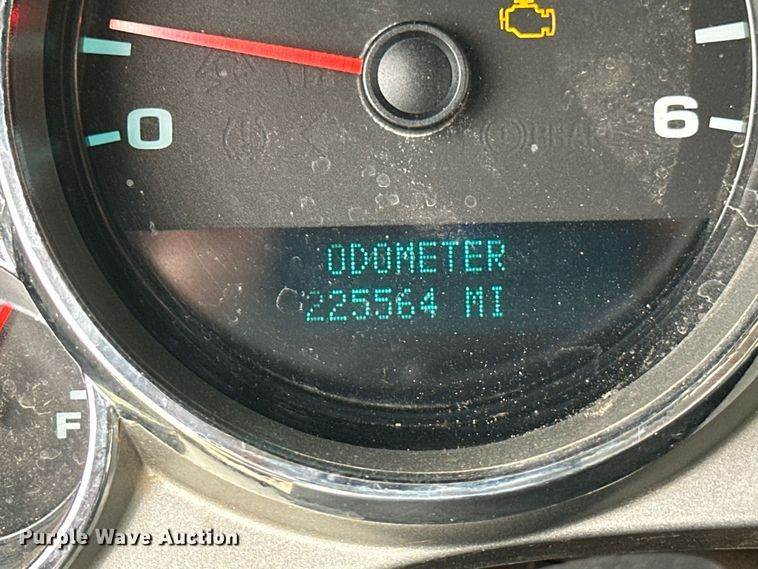 0
6
ODOMETER
225564 MI
F
Purple Wave Auction